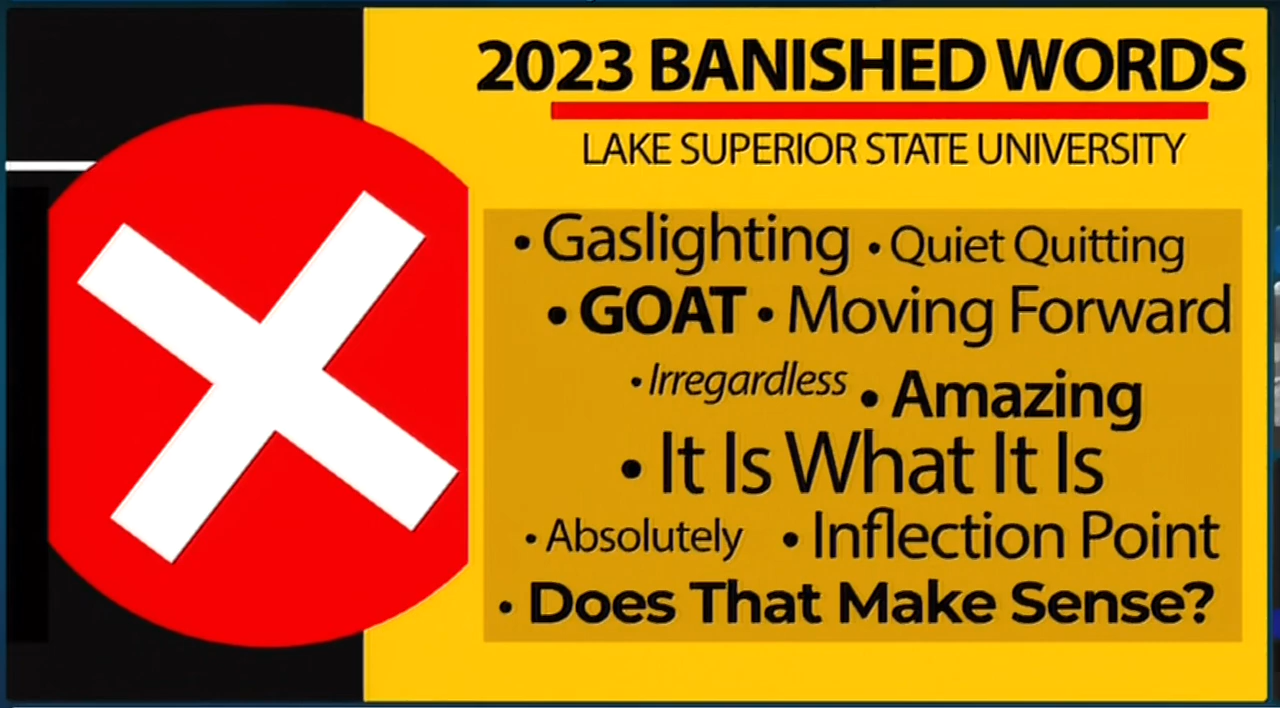 2023 BANISHED WORDS
LAKE SUPERIOR STATE UNIVERSITY
• Gaslighting • Quiet Quitting
• GOAT • Moving Forward
• Irregardless • Amazing
• It Is What It Is
• Absolutely • Inflection Point
• Does That Make Sense?